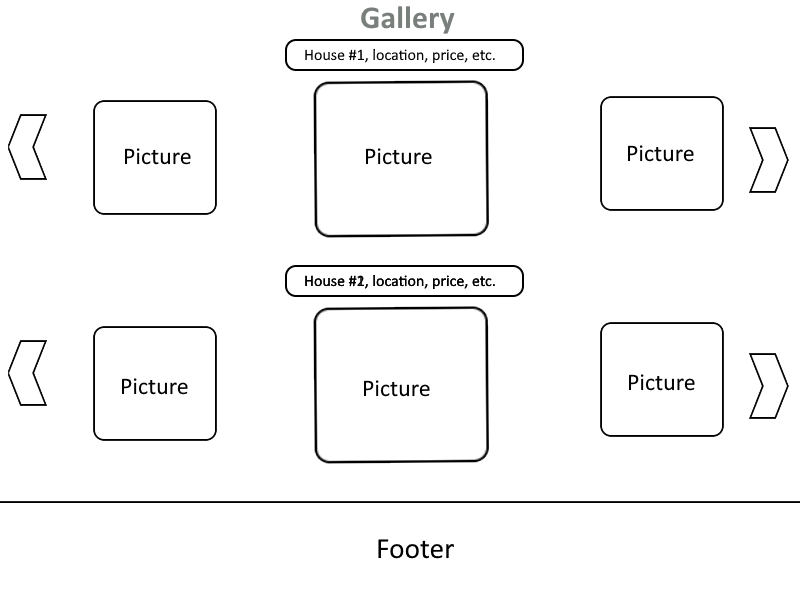 Gallery
House #1, location, price, etc.
Picture
Picture
Picture
House #2, location, price, etc.
Picture
Picture
Picture
Footer